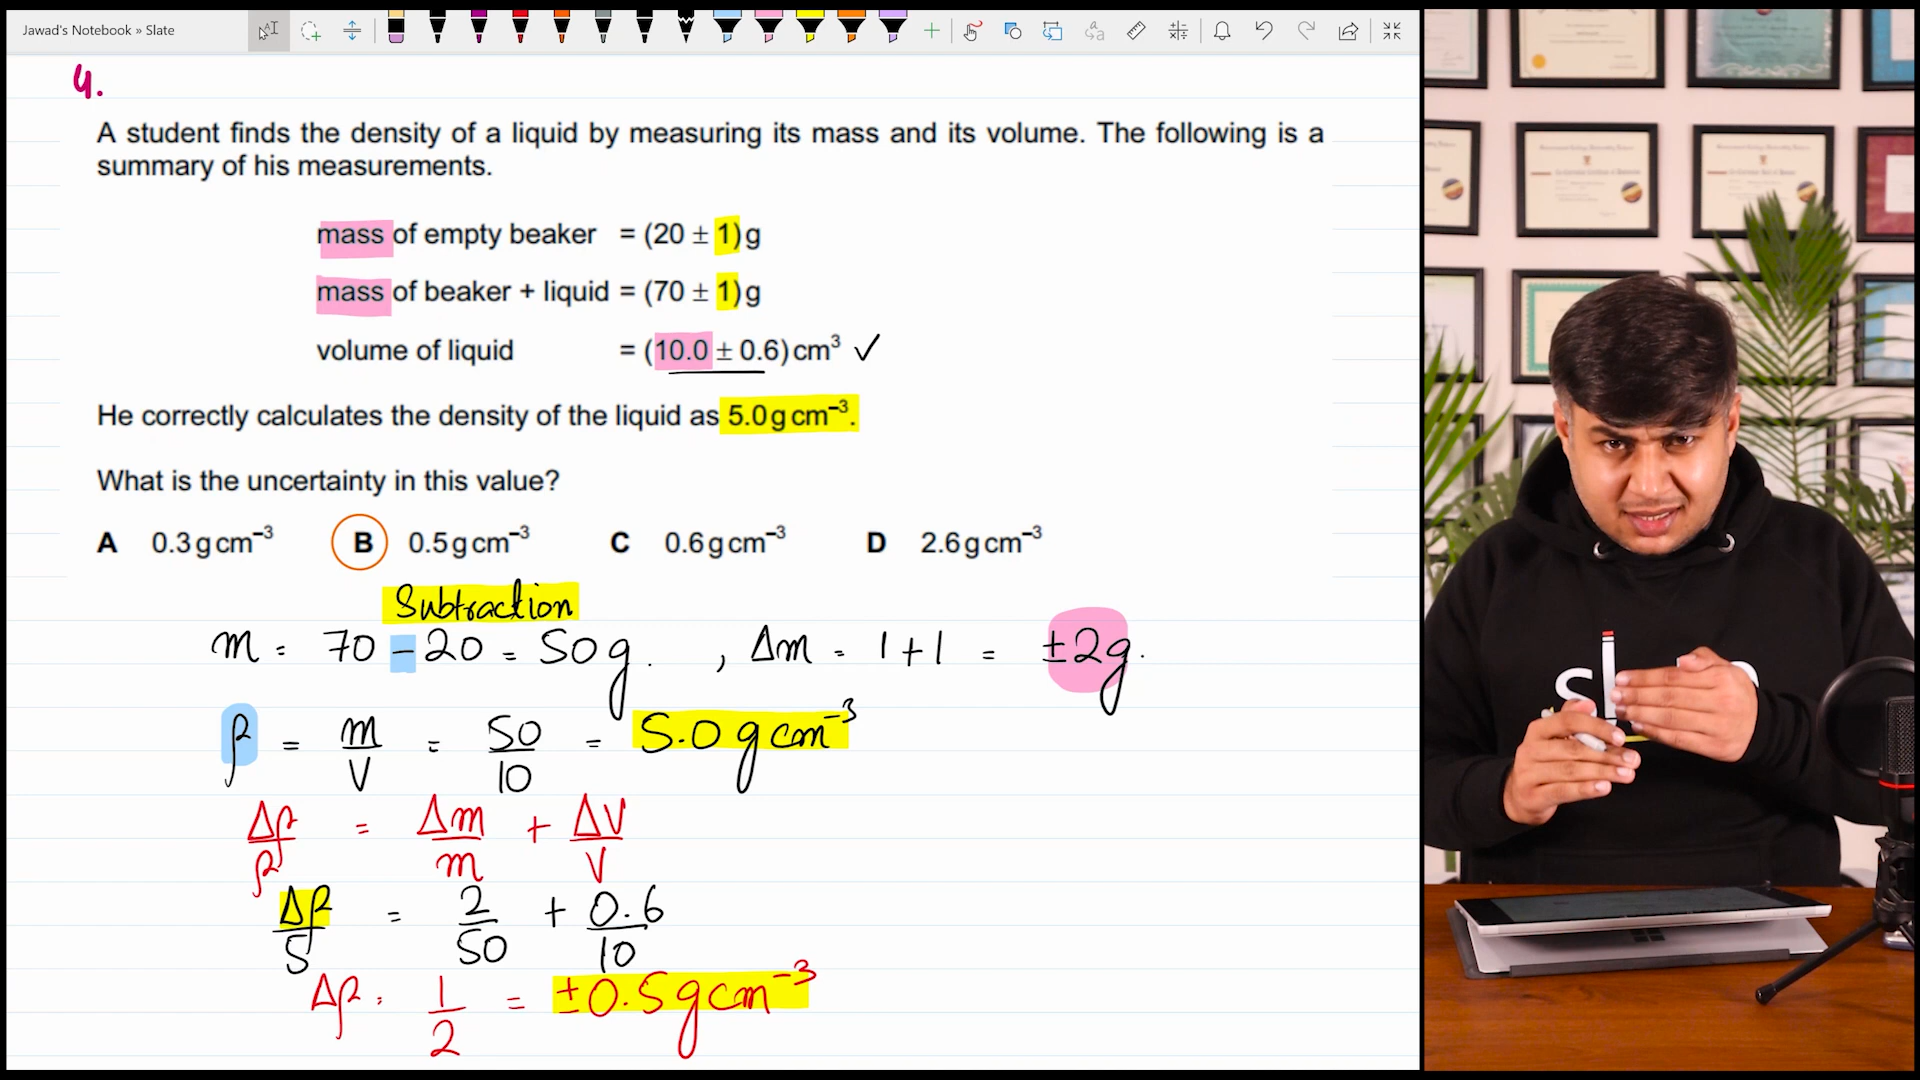 Jawad's Notebook » Slate
4.
A student finds the density of a liquid by measuring its mass and its volume. The following is a
summary of his measurements.
mass of empty beaker = (20 ± 1) g
mass of beaker + liquid = (70 ± 1) g
volume of liquid = (10.0 ± 0.6) cm³ ✓
He correctly calculates the density of the liquid as 5.0 g cm⁻³.
What is the uncertainty in this value?
A 0.3 g cm⁻³ B 0.5 g cm⁻³ C 0.6 g cm⁻³ D 2.6 g cm⁻³
Subtraction
m = 70 - 20 = 50g. , Δm = 1 + 1 = ±2g.
ρ = m/V = 50/10 = 5.0 g cm⁻³
Δρ/ρ = Δm/m + ΔV/V
Δρ/5 = 2/50 + 0.6/10
Δρ = 1/2 = ±0.5 g cm⁻³